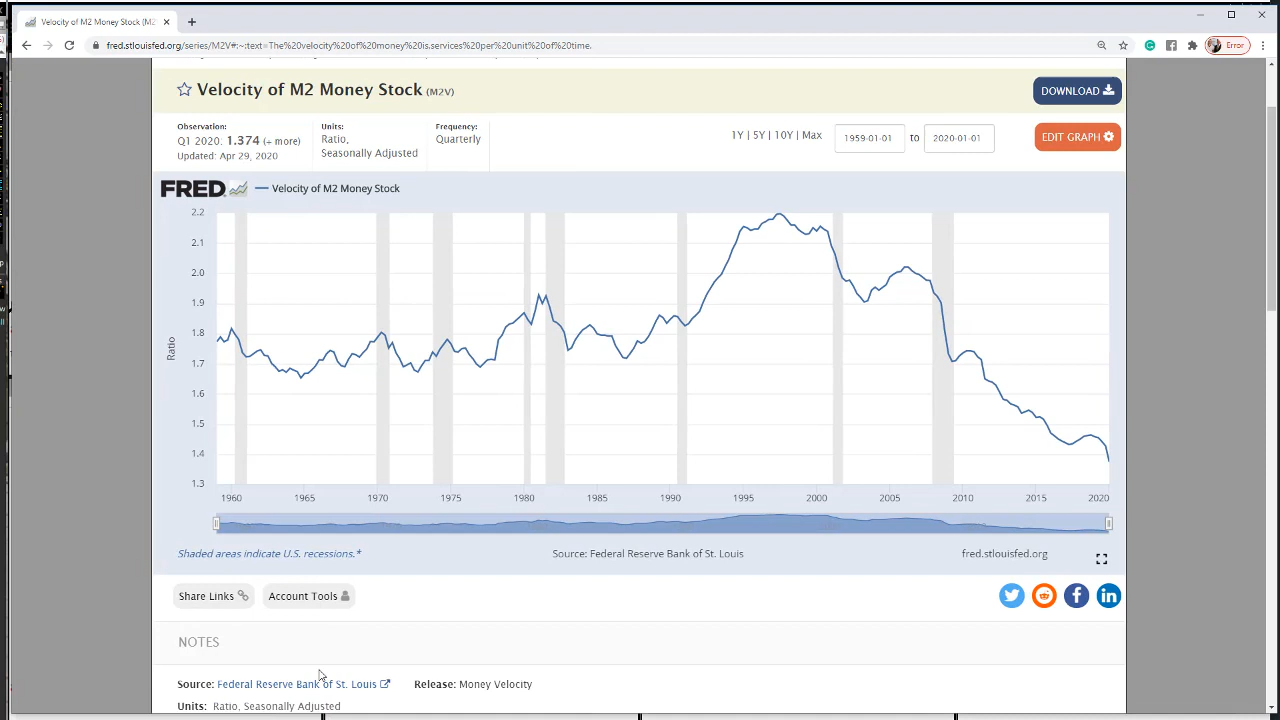 Velocity of M2 Money Stock (M2
fred.stlouisfed.org/series/M2V#:~:text=The%20velocity%20of%20money%20is,service%20per%20unit%20of%20time.
Error
Velocity of M2 Money Stock (M2V)
DOWNLOAD
Observation:
Q1 2020: 1.374 (+ more)
Updated: Apr 29, 2020
Units:
Ratio,
Seasonally Adjusted
Frequency:
Quarterly
1Y | 5Y | 10Y | Max
1959-01-01 to 2020-01-01
EDIT GRAPH
FRED
Velocity of M2 Money Stock
2.2
2.1
2.0
1.9
1.8
1.7
1.6
1.5
1.4
1.3
Ratio
1960 1965 1970 1975 1980 1985 1990 1995 2000 2005 2010 2015 2020
Shaded areas indicate U.S. recessions.*
Source: Federal Reserve Bank of St. Louis
fred.stlouisfed.org
Share Links
Account Tools
NOTES
Source: Federal Reserve Bank of St. Louis
Release: Money Velocity
Units: Ratio, Seasonally Adjusted